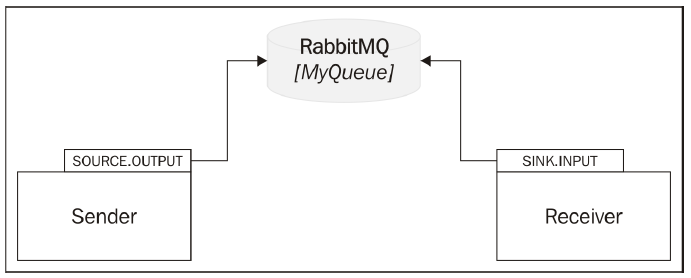 RabbitMQ
[MyQueue]
SOURCE.OUTPUT
SINK.INPUT
Sender
Receiver